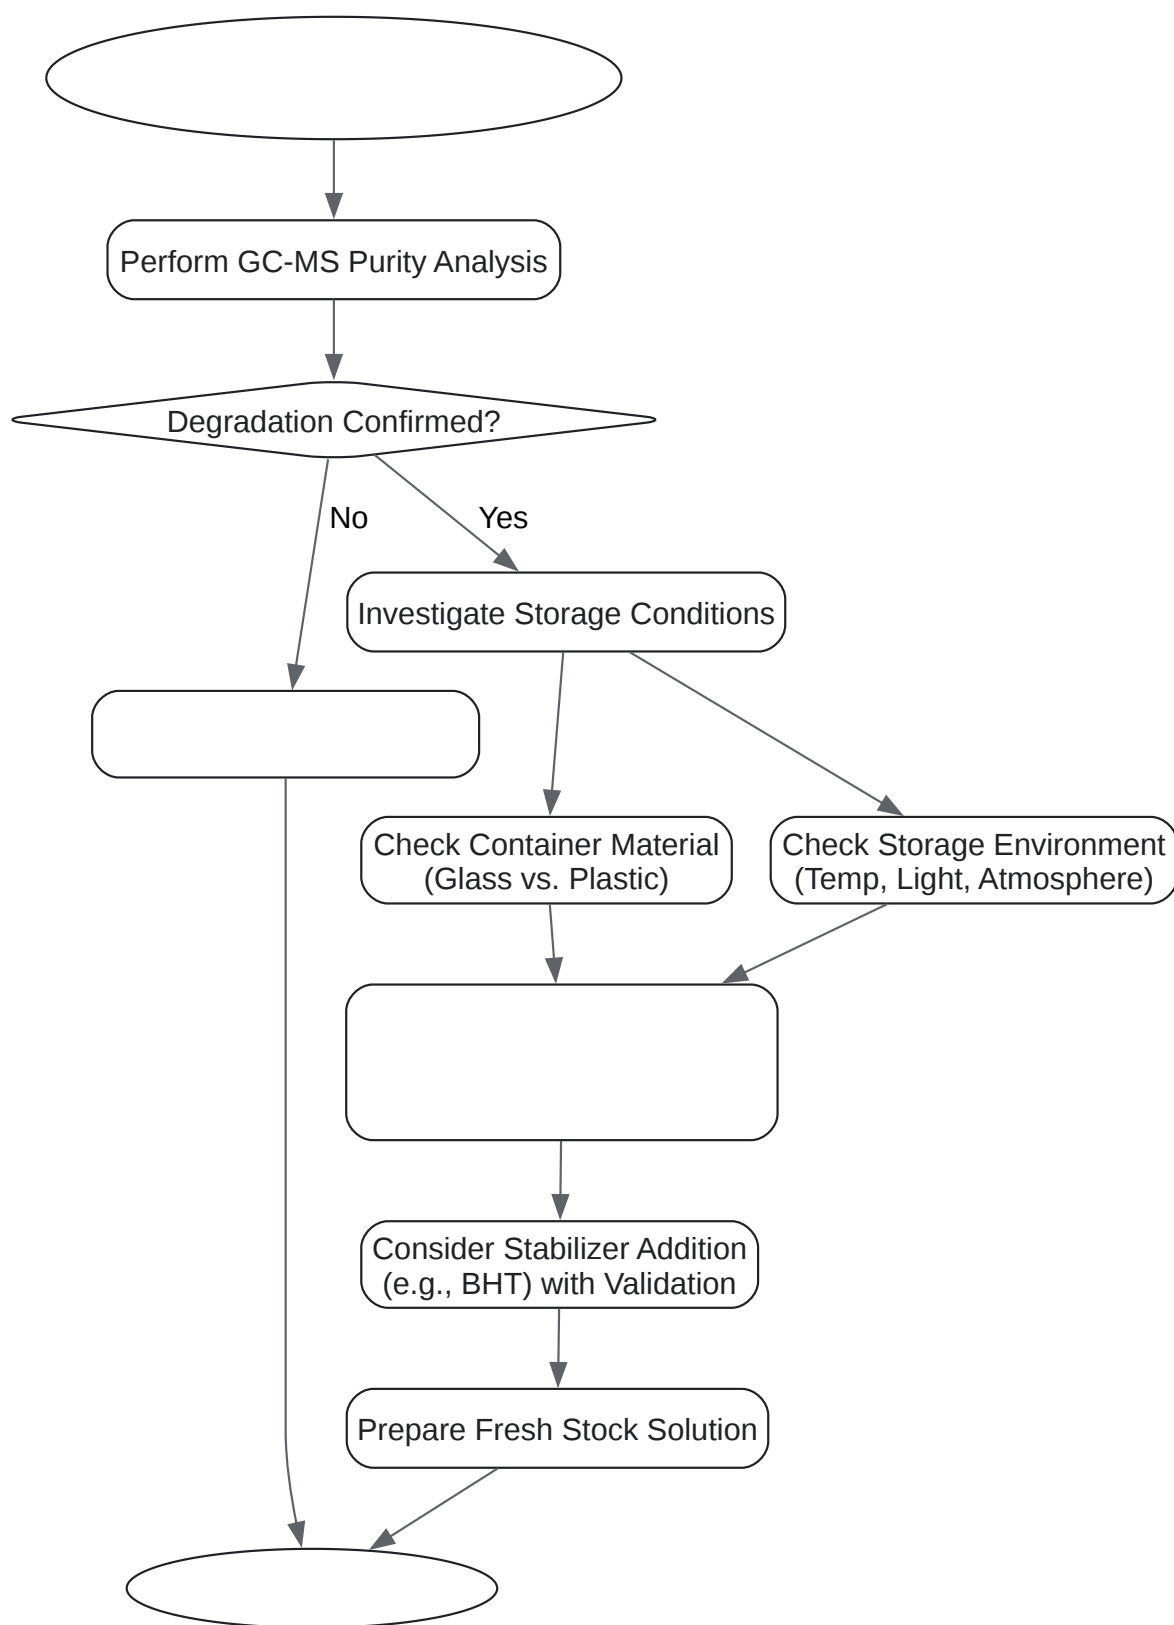 Perform GC-MS Purity Analysis
Degradation Confirmed?
No
Yes
Investigate Storage Conditions
Check Container Material
(Glass vs. Plastic)
Check Storage Environment
(Temp, Light, Atmosphere)
Consider Stabilizer Addition
(e.g., BHT) with Validation
Prepare Fresh Stock Solution